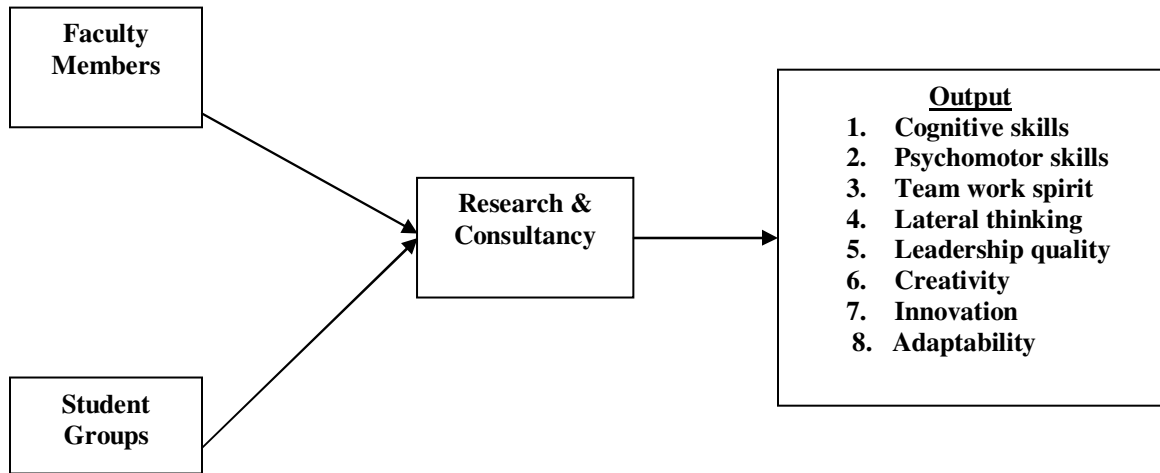 Faculty
Members
Output
1. Cognitive skills
2. Psychomotor skills
3. Team work spirit
4. Lateral thinking
5. Leadership quality
6. Creativity
7. Innovation
8. Adaptability
Research &
Consultancy
Student
Groups